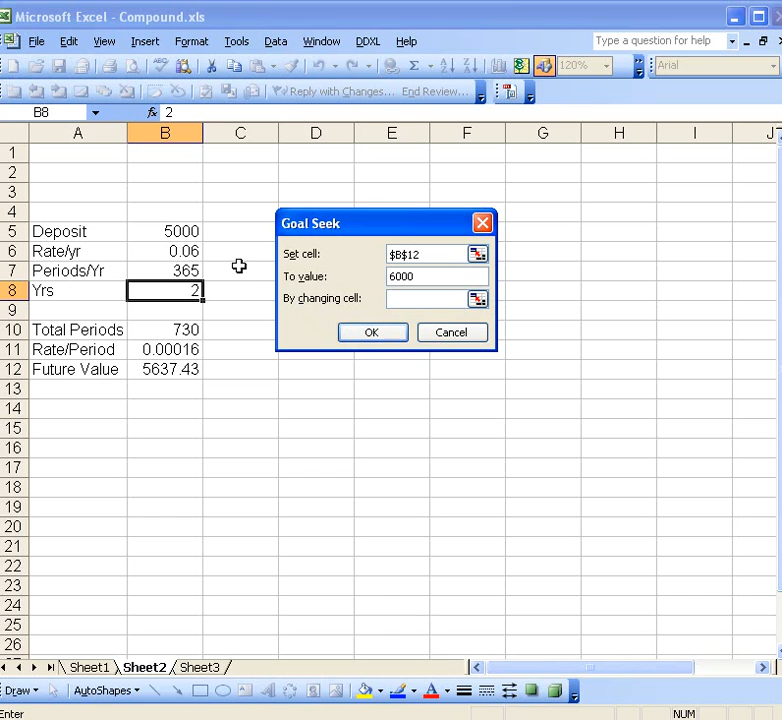 Microsoft Excel - Compound.xls
File Edit View Insert Format Tools Data Window DDXL Help Type a question for help
Σ 120% Arial
Reply with Changes... End Review...
B8 fx 2
A B C D E F G H I J
1
2
3
4
5 Deposit 5000
6 Rate/yr 0.06
7 Periods/Yr 365
8 Yrs 2
9
10 Total Periods 730
11 Rate/Period 0.00016
12 Future Value 5637.43
13
14
15
16
17
18
19
20
21
22
23
24
25
26
Goal Seek
Set cell: $B$12
To value: 6000
By changing cell:
OK Cancel
Sheet1 Sheet2 Sheet3
Draw AutoShapes A A
Enter NUM